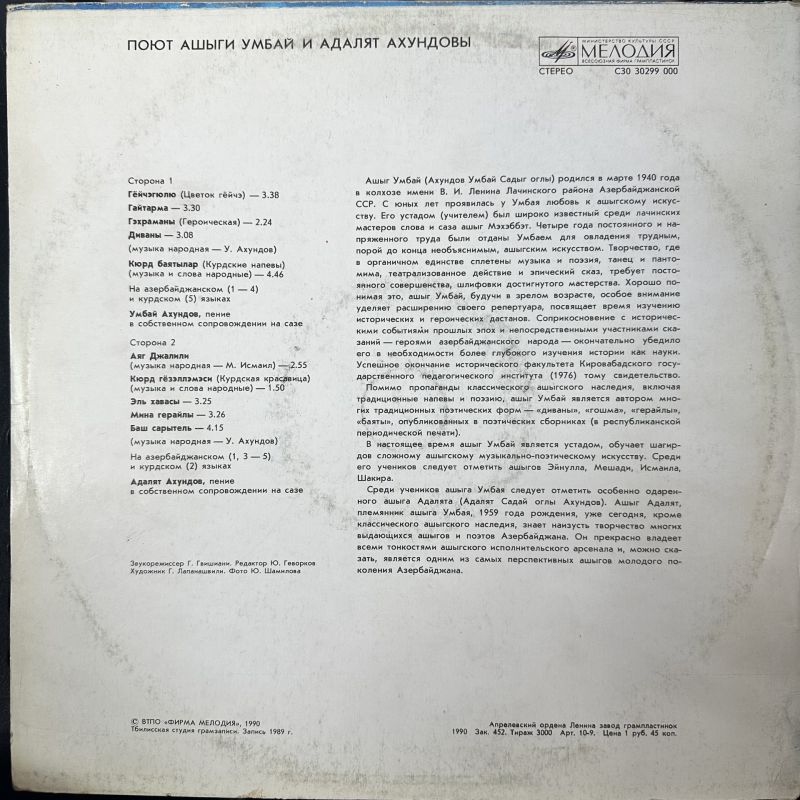 ПОЮТ АШЫГИ УМБАЙ И АДАЛЯТ АХУНДОВЫ
МИНИСТЕРСТВО КУЛЬТУРЫ СССР
МЕЛОДИЯ
ВСЕСОЮЗНАЯ ФИРМА ГРАМПЛАСТИНОК
СТЕРЕО С30 30299 000
Сторона 1
Гёйчэгюлю (Цветок гёйчэ) — 3.38
Гайтарма — 3.30
Гэхраманы (Героическая) — 2.24
Диваны — 3.08
(музыка народная — У. Ахундов)
Кюрд баятылар (Курдские напевы)
(музыка и слова народные) — 4.46
На азербайджанском (1 — 4)
и курдском (5) языках
Умбай Ахундов, пение
в собственном сопровождении на сазе
Сторона 2
Аяг Джалили
(музыка народная — М. Исмаил) — 2.55
Кюрд гёзэллэмэси (Курдская красавица)
(музыка и слова народные) — 1.50
Эль хавасы — 3.25
Мина герайлы — 3.26
Баш сарытель — 4.15
(музыка народная — У. Ахундов)
На азербайджанском (1, 3 — 5)
и курдском (2) языках
Адалят Ахундов, пение
в собственном сопровождении на сазе
Звукорежиссер Г. Гвишиани. Редактор Ю. Геворков
Художник Г. Лапанашвили. Фото Ю. Шамилова
Ашыг Умбай (Ахундов Умбай Садыг оглы) родился в марте 1940 года
в колхозе имени В. И. Ленина Лачинского района Азербайджанской
ССР. С юных лет проявилась у Умбая любовь к ашыгскому искус-
ству. Его устадом (учителем) был широко известный среди лачинских
мастеров слова и саза ашыг Мэхэббэт. Четыре года постоянного и на-
пряженного труда были отданы Умбаем для овладения трудным,
порой до конца необъяснимым, ашыгским искусством. Творчество, где
в органичном единстве сплетены музыка и поэзия, танец и панто-
мима, театрализованное действие и эпический сказ, требует посто-
янного совершенства, шлифовки достигнутого мастерства. Хорошо по-
нимая это, ашыг Умбай, будучи в зрелом возрасте, особое внимание
уделяет расширению своего репертуара, посвящает время изучению
исторических и героических дастанов. Соприкосновение с историчес-
кими событиями прошлых эпох и непосредственными участниками ска-
заний — героями азербайджанского народа — окончательно убедило
его в необходимости более глубокого изучения истории как науки.
Успешное окончание исторического факультета Кировабадского госу-
дарственного педагогического института (1976) тому свидетельство.
Помимо пропаганды классического ашыгского наследия, включая
традиционные напевы и поэзию, ашыг Умбай является автором мно-
гих традиционных поэтических форм — «диваны», «гошма», «герайлы»,
«баяты», опубликованных в поэтических сборниках (в республиканской
периодической печати).
В настоящее время ашыг Умбай является устадом, обучает шагир-
дов сложному ашыгскому музыкально-поэтическому искусству. Среди
его учеников следует отметить ашыгов Эйнулла, Мешади, Исмаила,
Шакира.
Среди учеников ашыга Умбая следует отметить особенно одарен-
ного ашыга Адалята (Адалят Садай оглы Ахундов). Ашыг Адалят,
племянник ашыга Умбая, 1959 года рождения, уже сегодня, кроме
классического ашыгского наследия, знает наизусть творчество многих
выдающихся ашыгов и поэтов Азербайджана. Он прекрасно владеет
всеми тонкостями ашыгского исполнительского арсенала и, можно ска-
зать, является одним из самых перспективных ашыгов молодого по-
коления Азербайджана.
© ВТПО «ФИРМА МЕЛОДИЯ», 1990
Тбилисская студия грамзаписи. Запись 1989 г.
Апрелевский ордена Ленина завод грампластинок
1990 Зак. 452. Тираж 3000 Арт. 10-9. Цена 1 руб. 45 коп.